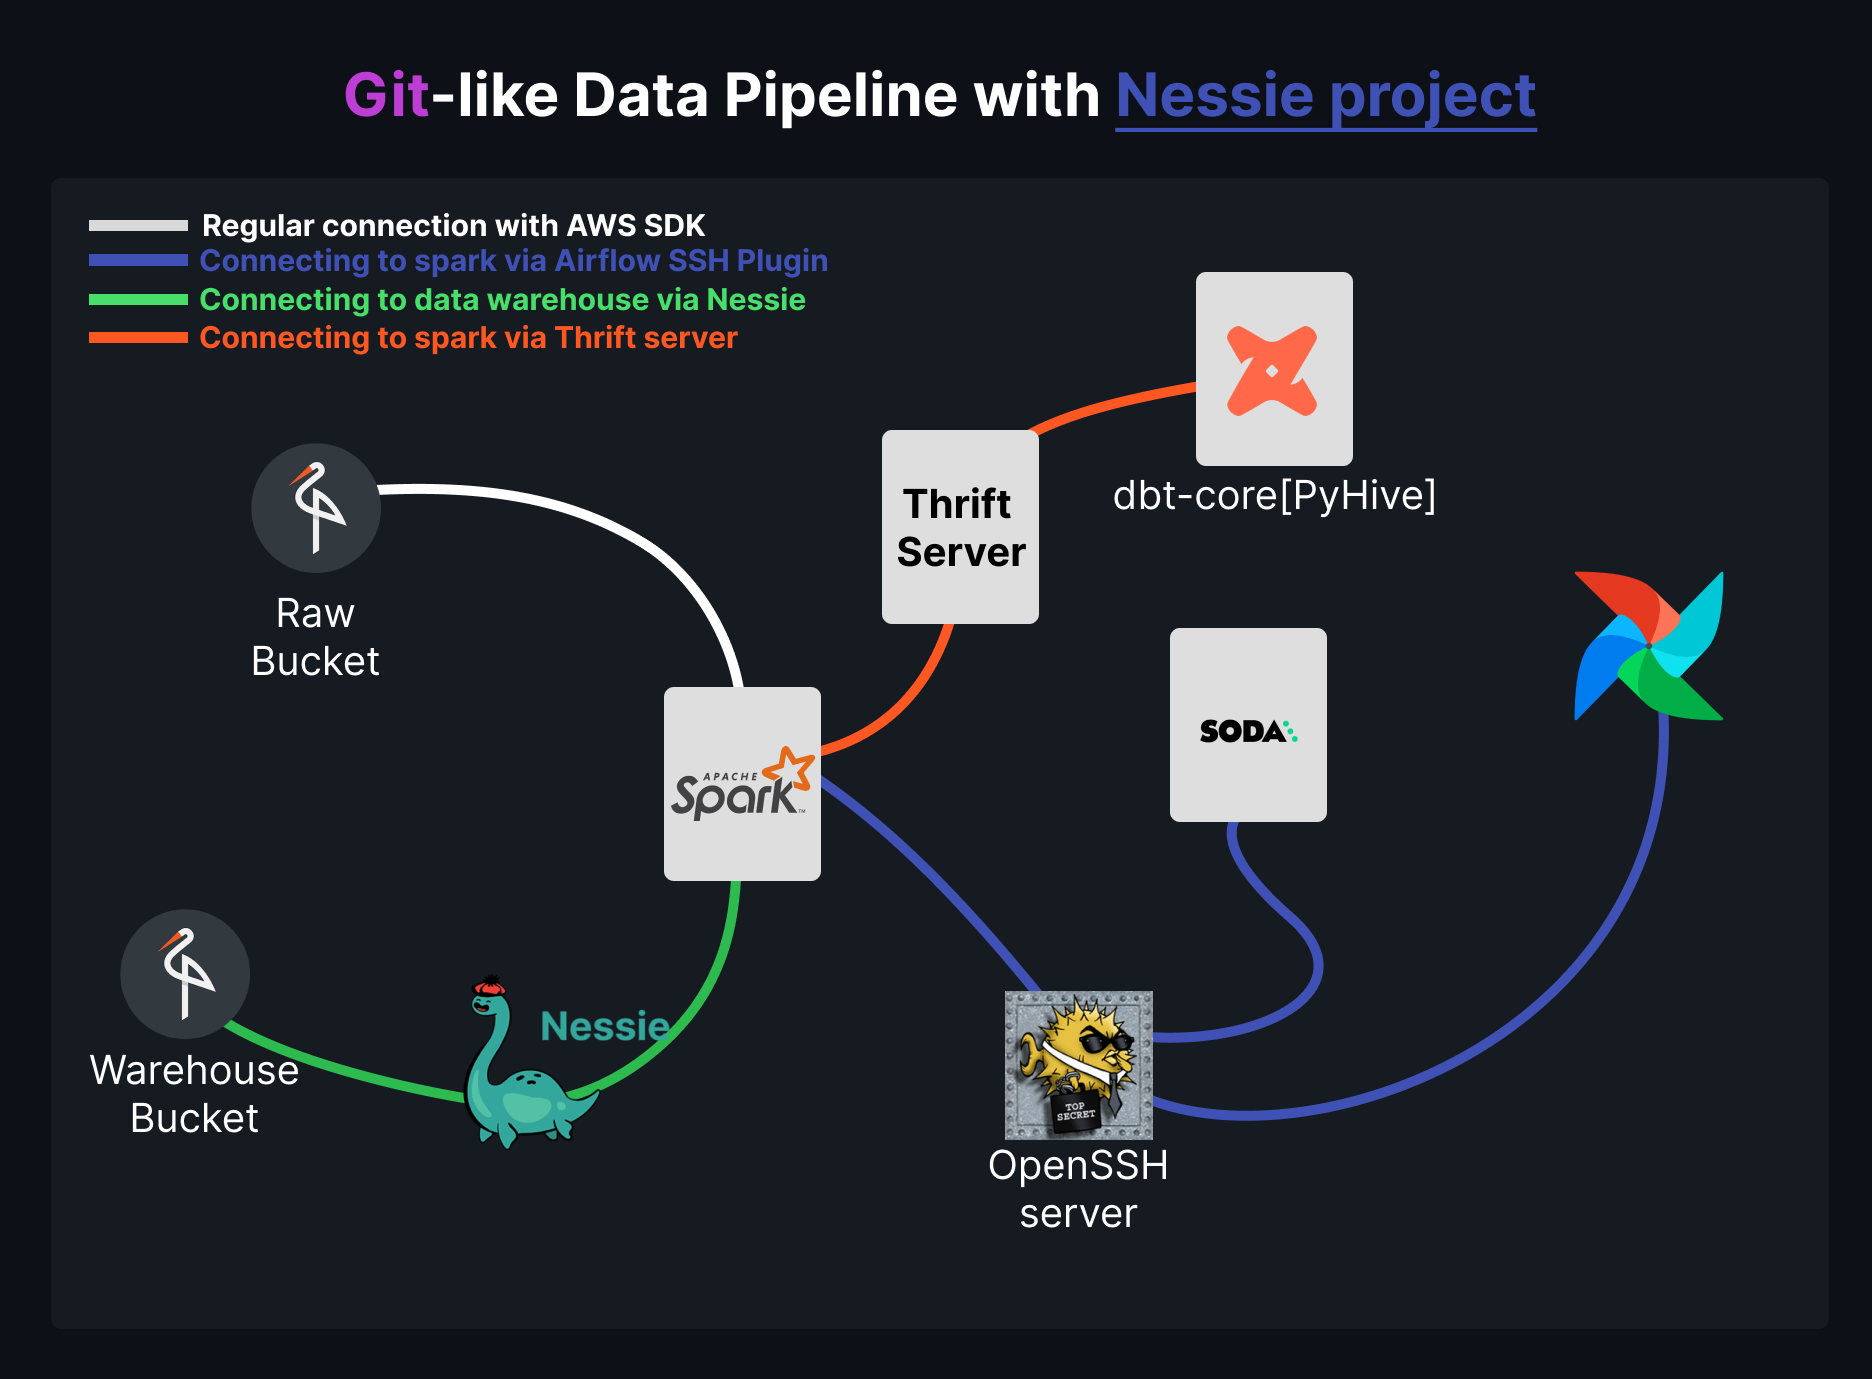 Git-like Data Pipeline with Nessie project
Regular connection with AWS SDK
Connecting to spark via Airflow SSH Plugin
Connecting to data warehouse via Nessie
Connecting to spark via Thrift server
dbt-core[PyHive]
Thrift
Server
Raw
Bucket
SODA
APACHE
Spark™
Nessie
Warehouse
Bucket
TOP
SECRET
OpenSSH
server